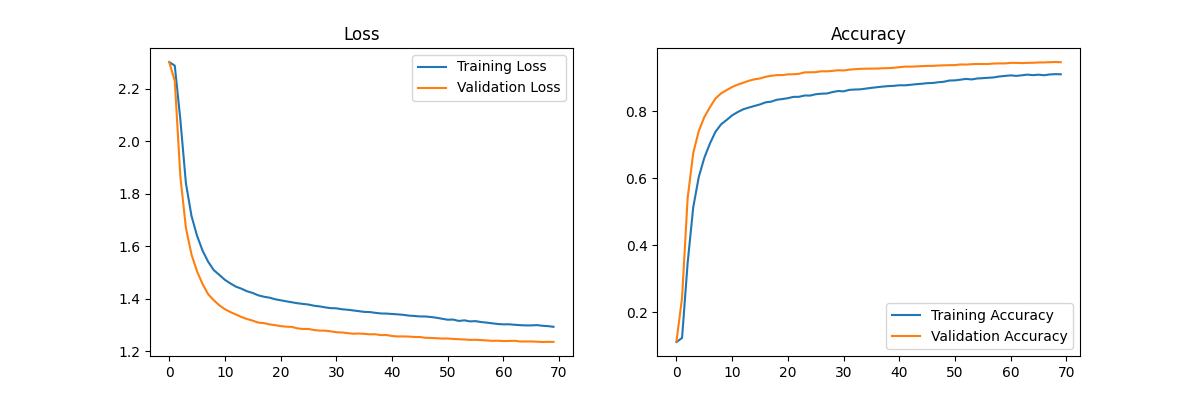 Loss
2.2
2.0
1.8
1.6
1.4
1.2
0 10 20 30 40 50 60 70
Training Loss
Validation Loss
Accuracy
0.8
0.6
0.4
0.2
0 10 20 30 40 50 60 70
Training Accuracy
Validation Accuracy